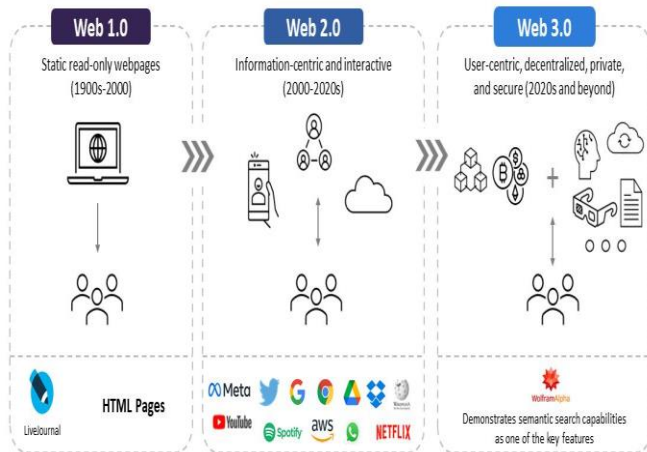 Web 1.0
Static read-only webpages
(1900s-2000)
LiveJournal
HTML Pages
Web 2.0
Information-centric and interactive
(2000-2020s)
Meta
YouTube
Spotify
aws
NETFLIX
Web 3.0
User-centric, decentralized, private,
and secure (2020s and beyond)
WolframAlpha
Demonstrates semantic search capabilities
as one of the key features